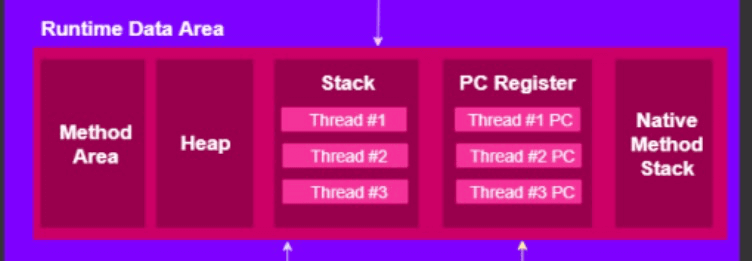 Runtime Data Area
Method
Area
Heap
Stack
Thread #1
Thread #2
Thread #3
PC Register
Thread #1 PC
Thread #2 PC
Thread #3 PC
Native
Method
Stack